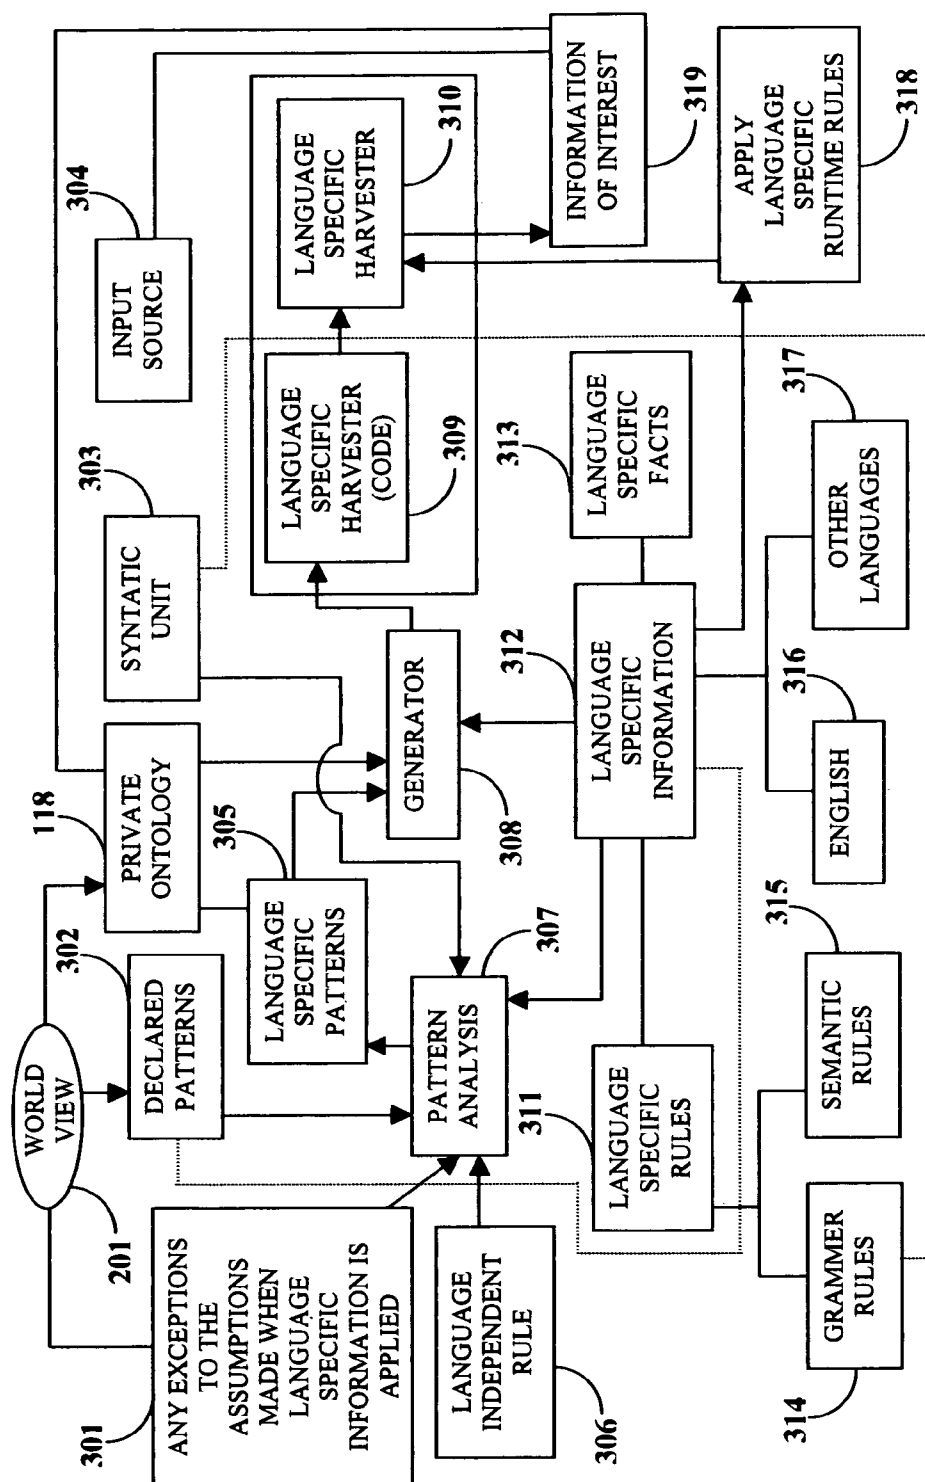 WORLD
VIEW
201
301
ANY EXCEPTIONS
TO THE
ASSUMPTIONS
MADE WHEN
LANGUAGE
SPECIFIC
INFORMATION IS
APPLIED
302
DECLARED
PATTERNS
118
PRIVATE
ONTOLOGY
303
SYNTATIC
UNIT
304
INPUT
SOURCE
305
LANGUAGE
SPECIFIC
PATTERNS
306
LANGUAGE
INDEPENDENT
RULE
307
PATTERN
ANALYSIS
308
GENERATOR
309
LANGUAGE
SPECIFIC
HARVESTER
(CODE)
310
LANGUAGE
SPECIFIC
HARVESTER
311
LANGUAGE
SPECIFIC
RULES
312
LANGUAGE
SPECIFIC
INFORMATION
313
LANGUAGE
SPECIFIC
FACTS
314
GRAMMER
RULES
315
SEMANTIC
RULES
316
ENGLISH
317
OTHER
LANGUAGES
318
APPLY
LANGUAGE
SPECIFIC
RUNTIME RULES
319
INFORMATION
OF INTEREST